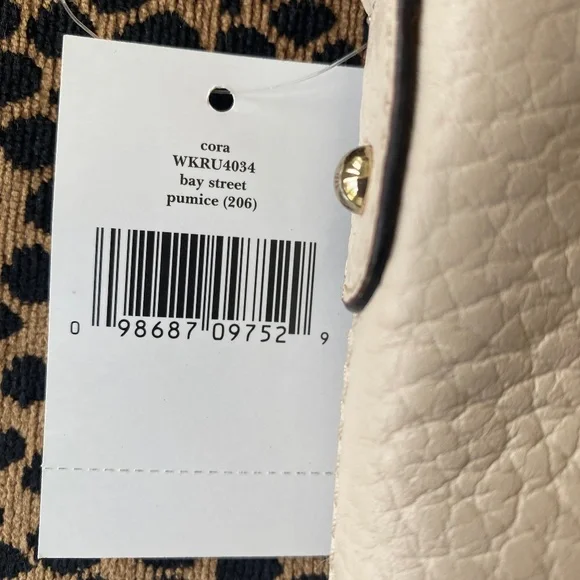 cora
WKRU4034
bay street
pumice (206)
0 98687 09752 9